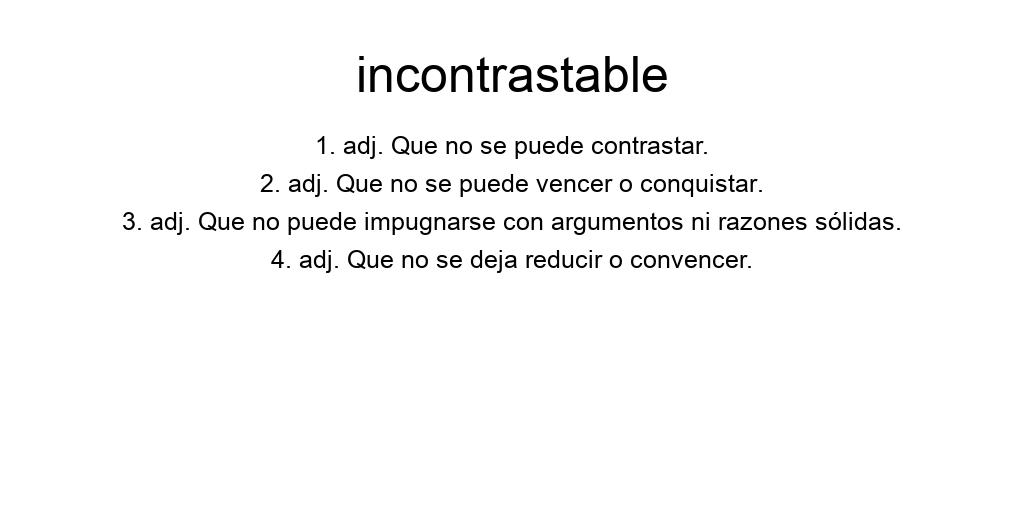 incontrastable
1. adj. Que no se puede contrastar.
2. adj. Que no se puede vencer o conquistar.
3. adj. Que no puede impugnarse con argumentos ni razones sólidas.
4. adj. Que no se deja reducir o convencer.